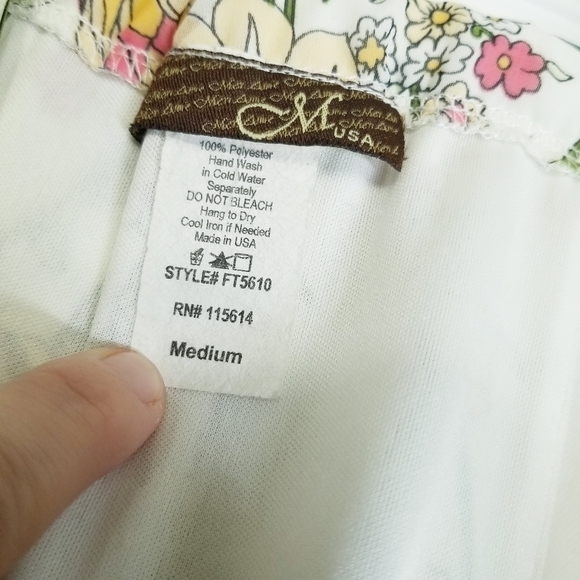 M
USA
100% Polyester
Hand Wash
in Cold Water
Separately
DO NOT BLEACH
Hang to Dry
Cool Iron if Needed
Made in USA
STYLE# FT5610
RN# 115614
Medium